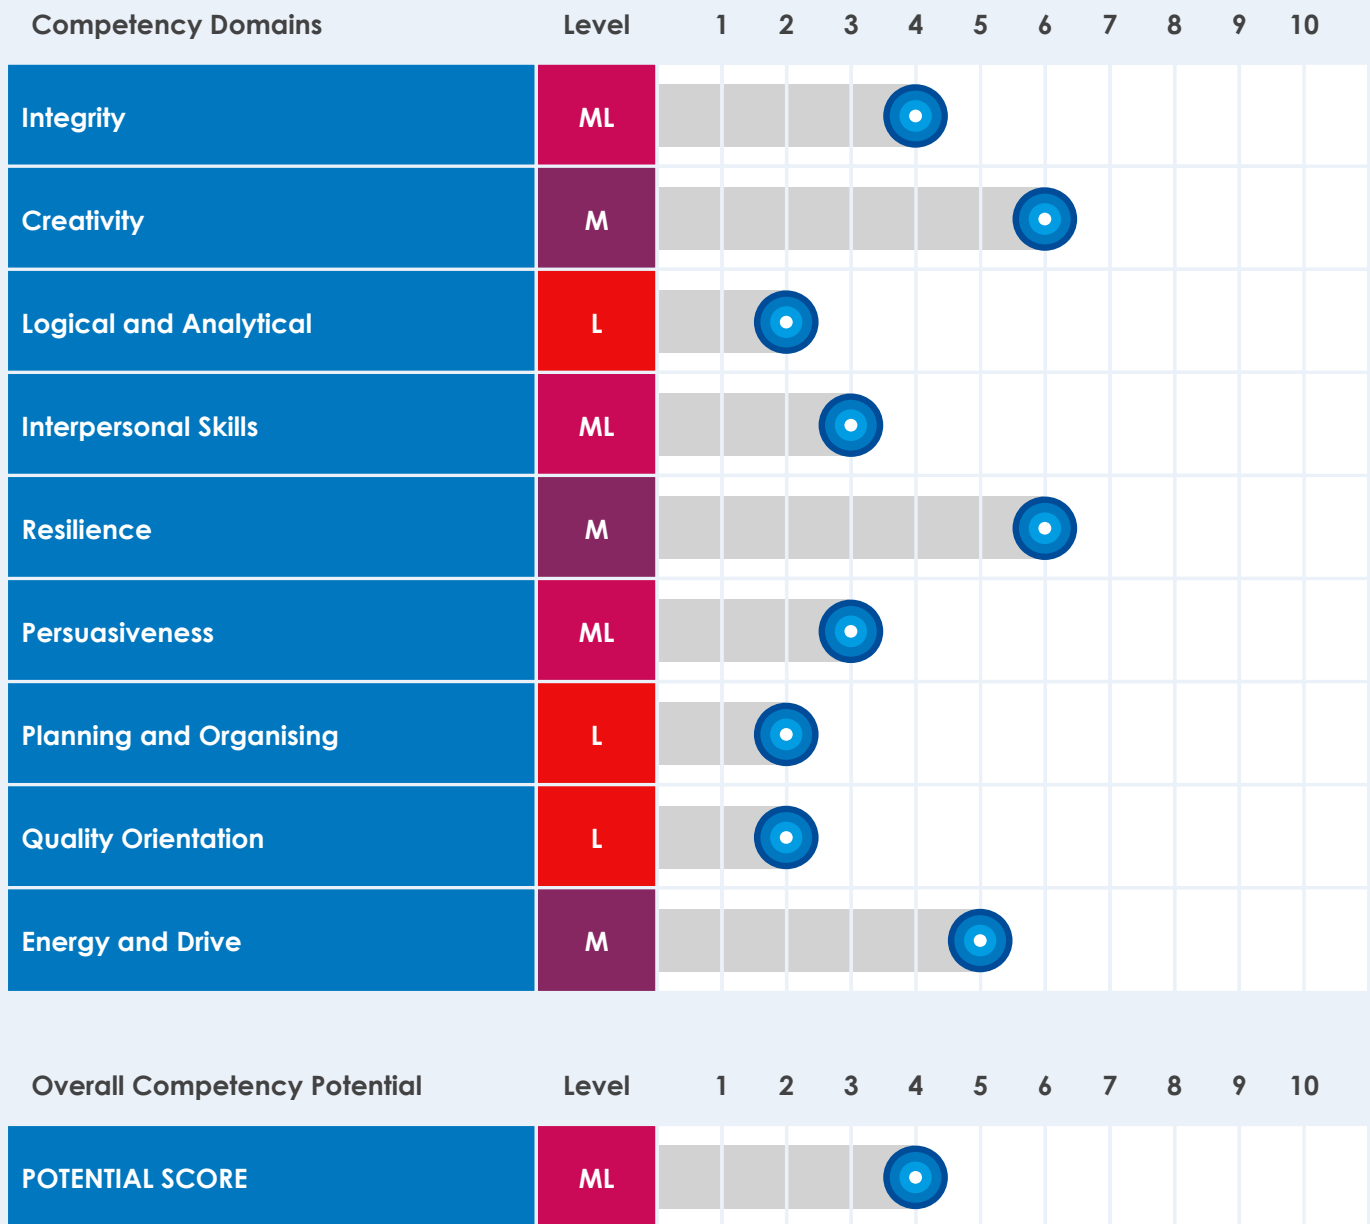 Competency Domains Level 1 2 3 4 5 6 7 8 9 10
Integrity ML
Creativity M
Logical and Analytical L
Interpersonal Skills ML
Resilience M
Persuasiveness ML
Planning and Organising L
Quality Orientation L
Energy and Drive M
Overall Competency Potential Level 1 2 3 4 5 6 7 8 9 10
POTENTIAL SCORE ML